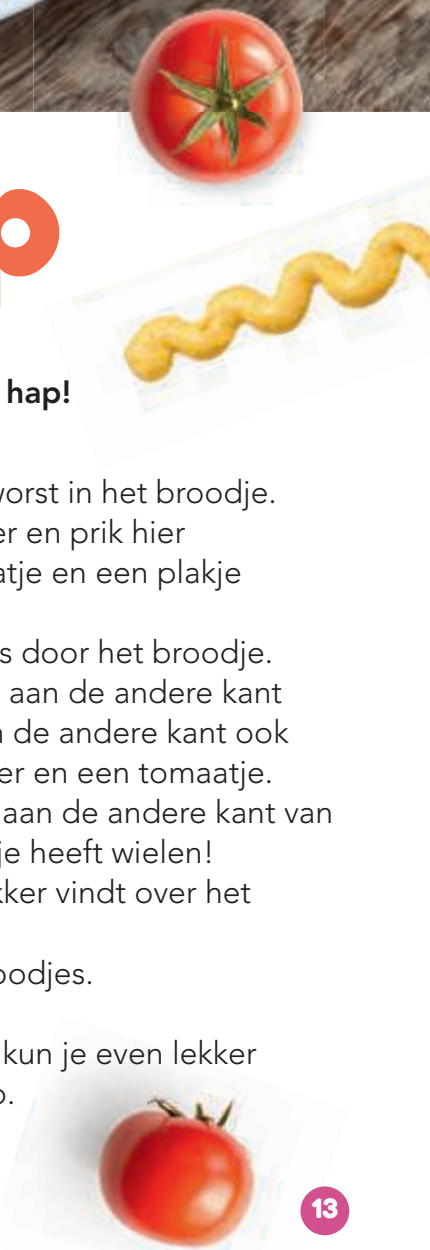 p
hap!
worst in het broodje.
er en prik hier
atje en een plakje
s door het broodje.
aan de andere kant
de andere kant ook
er en een tomaatje.
aan de andere kant van
je heeft wielen!
kker vindt over het
oodjes.
kun je even lekker
13